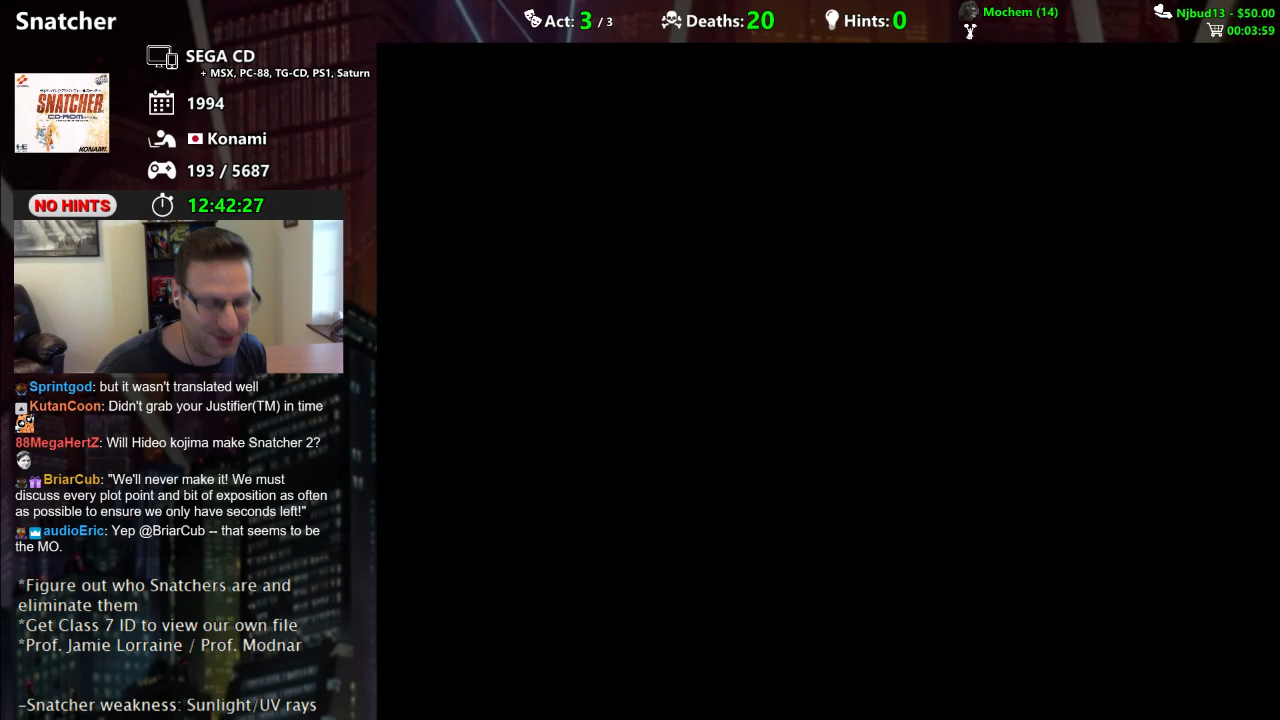 Snatcher
Act: 3 / 3
Deaths: 20
Hints: 0
Mochem (14)
Njbud13 - $50.00
00:03:59
SEGA CD
+ MSX, PC-88, TG-CD, PS1, Saturn
SNATCHER
CD-ROMANTIC
KONAMI
1994
Konami
193 / 5687
NO HINTS
12:42:27
Sprintgod: but it wasn't translated well
KutanCoon: Didn't grab your Justifier(TM) in time
88MegaHertZ: Will Hideo kojima make Snatcher 2?
BriarCub: "We'll never make it! We must
discuss every plot point and bit of exposition as often
as possible to ensure we only have seconds left!"
audioEric: Yep @BriarCub -- that seems to be
the MO.
*Figure out who Snatchers are and
eliminate them
*Get Class 7 ID to view our own file
*Prof. Jamie Lorraine / Prof. Modnar
-Snatcher weakness: Sunlight/UV rays